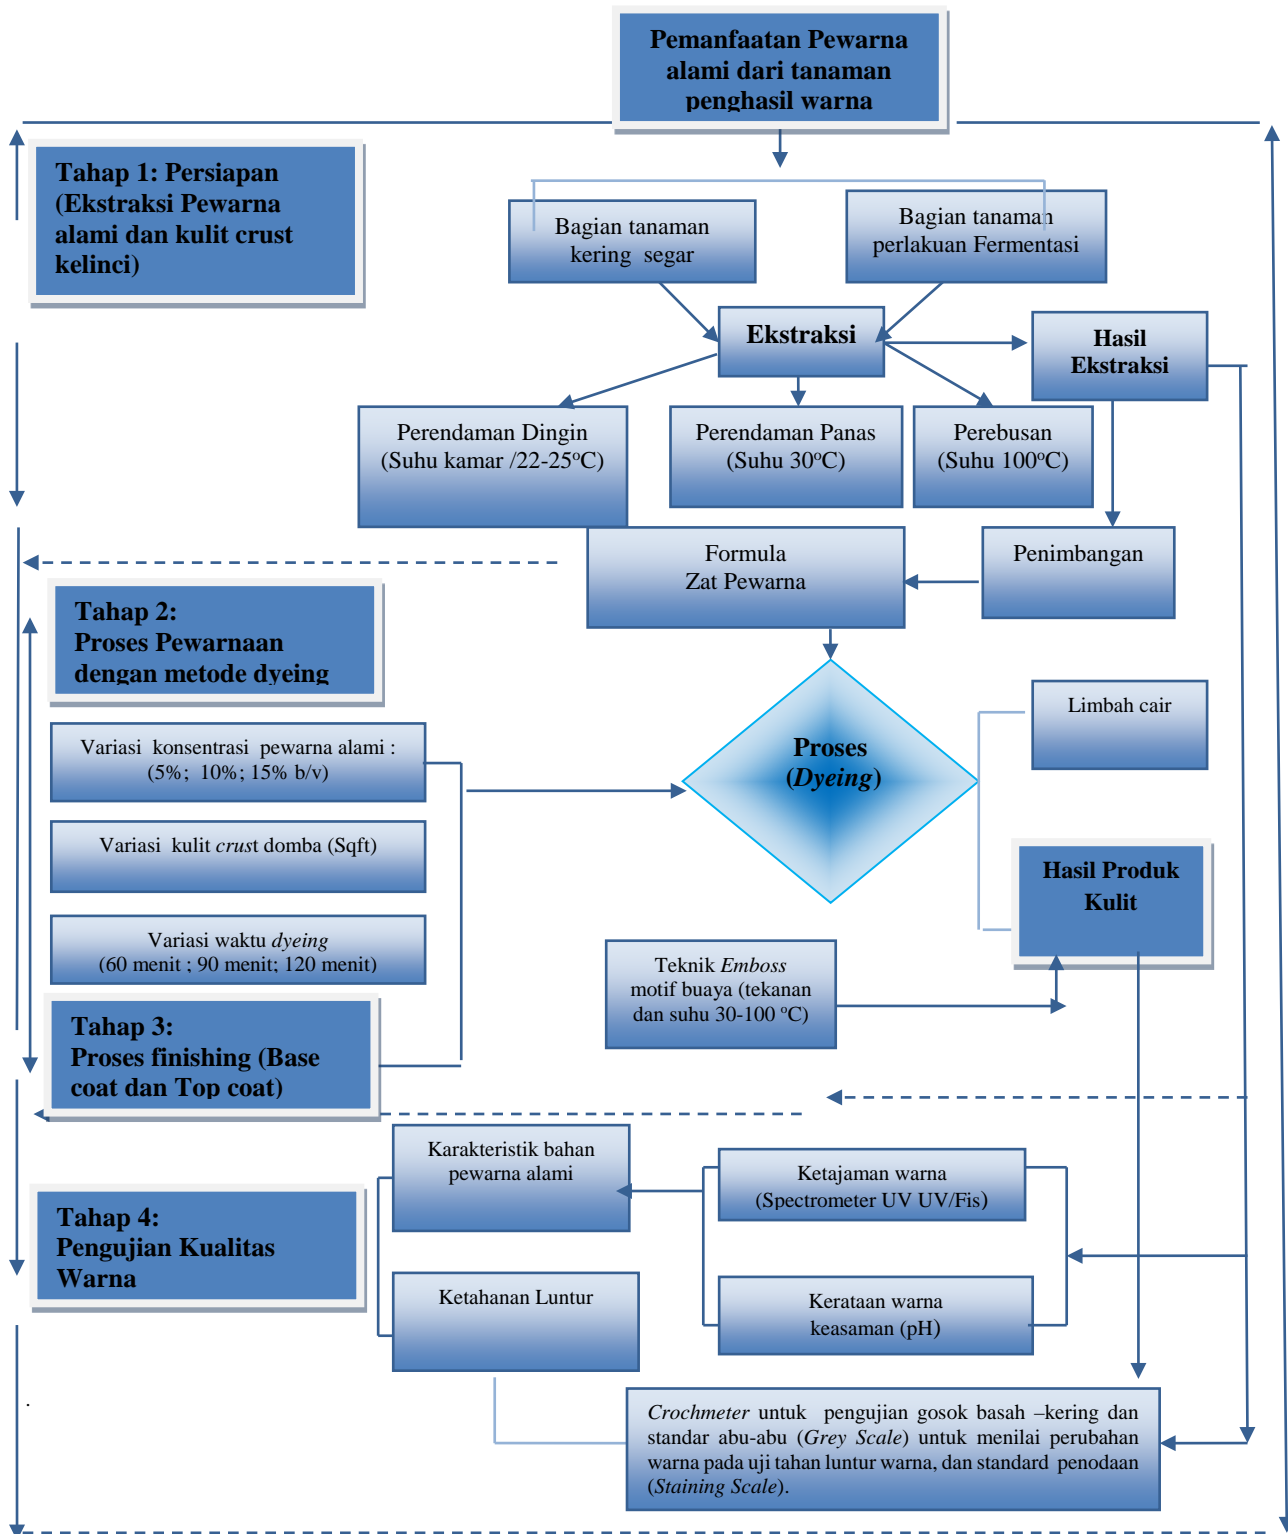 Pemanfaatan Pewarna
alami dari tanaman
penghasil warna
Tahap 1: Persiapan
(Ekstraksi Pewarna
alami dan kulit crust
kelinci)
Bagian tanaman
kering segar
Bagian tanaman
perlakuan Fermentasi
Ekstraksi
Hasil
Ekstraksi
Perendaman Dingin
(Suhu kamar /22-25°C)
Perendaman Panas
(Suhu 30°C)
Perebusan
(Suhu 100°C)
Formula
Zat Pewarna
Penimbangan
Tahap 2:
Proses Pewarnaan
dengan metode dyeing
Variasi konsentrasi pewarna alami :
(5%; 10%; 15% b/v)
Variasi kulit crust domba (Sqft)
Variasi waktu dyeing
(60 menit ; 90 menit; 120 menit)
Proses
(Dyeing)
Limbah cair
Hasil Produk
Kulit
Teknik Emboss
motif buaya (tekanan
dan suhu 30-100 °C)
Tahap 3:
Proses finishing (Base
coat dan Top coat)
Karakteristik bahan
pewarna alami
Ketajaman warna
(Spectrometer UV UV/Fis)
Tahap 4:
Pengujian Kualitas
Warna
Ketahanan Luntur
Kerataan warna
keasaman (pH)
Crochmeter untuk pengujian gosok basah –kering dan
standar abu-abu (Grey Scale) untuk menilai perubahan
warna pada uji tahan luntur warna, dan standard penodaan
(Staining Scale).
.